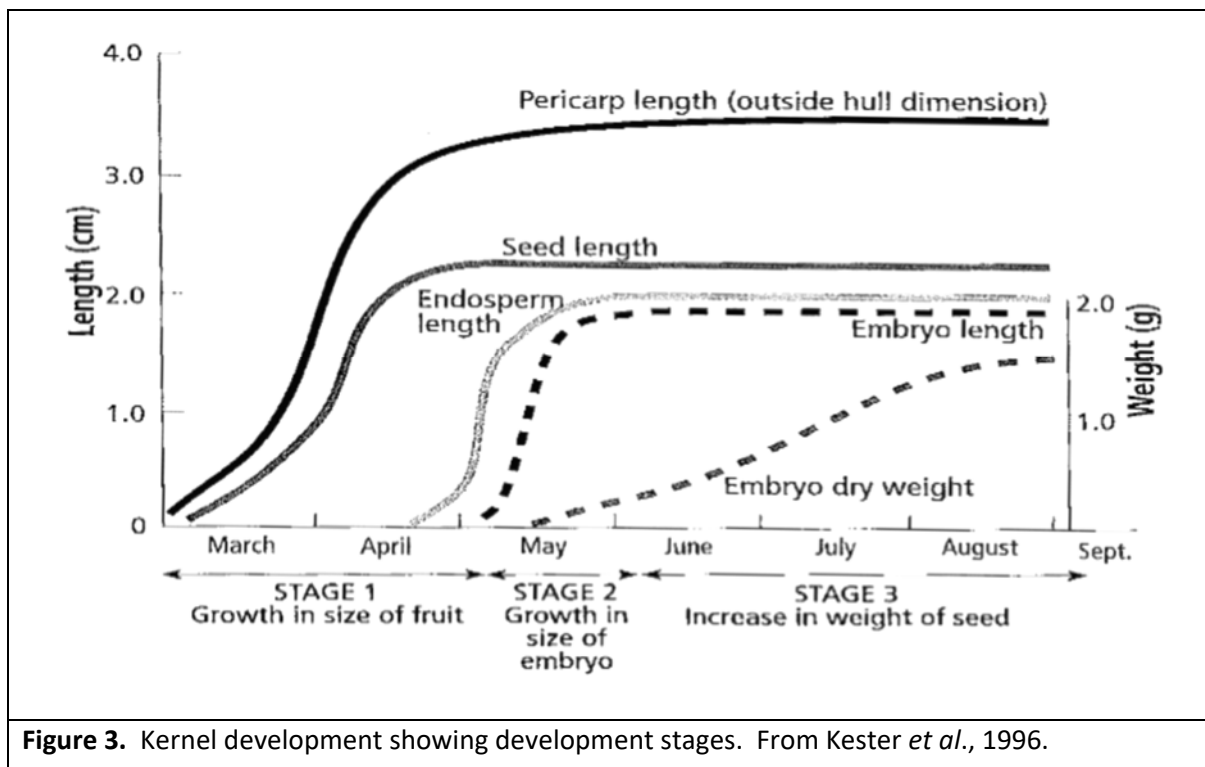 4.0
Pericarp length (outside hull dimension)
3.0
Length (cm)
Seed length
2.0
Endosperm
length
2.0
Embryo length
Weight (g)
1.0
1.0
Embryo dry weight
0
0
March April May June July August Sept.
STAGE 1 STAGE 2 STAGE 3
Growth in size of fruit Growth in Increase in weight of seed
size of
embryo
Figure 3. Kernel development showing development stages. From Kester et al., 1996.